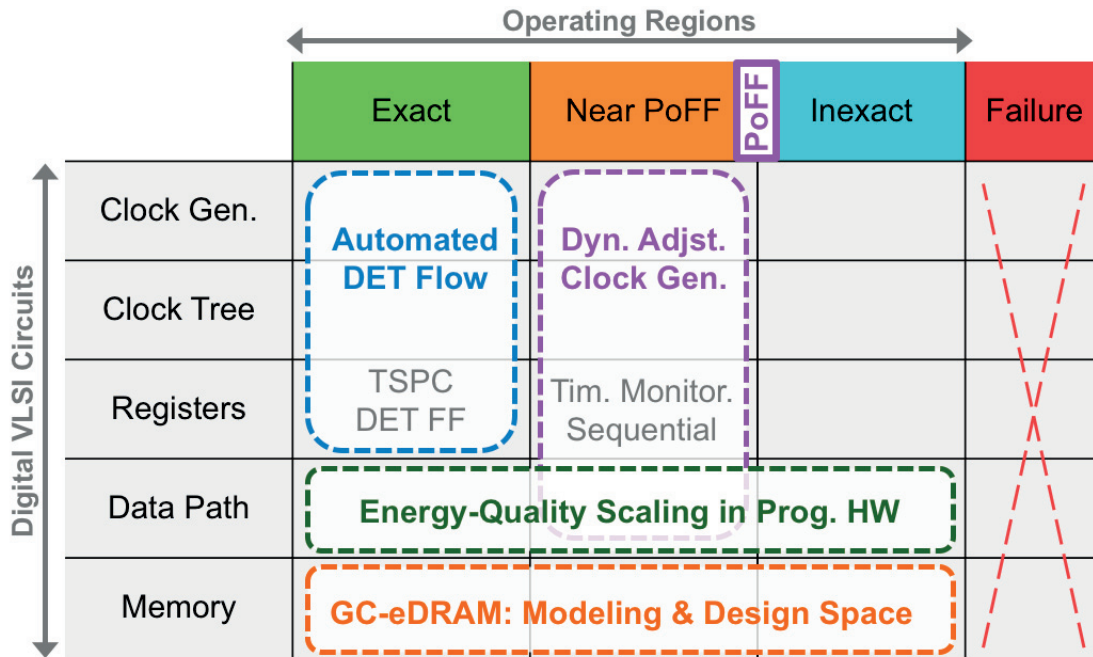 Operating Regions
Exact
Near PoFF
PoFF
Inexact
Failure
Digital VLSI Circuits
Clock Gen.
Automated
DET Flow
Dyn. Adjst.
Clock Gen.
Clock Tree
Registers
TSPC
DET FF
Tim. Monitor.
Sequential
Data Path
Energy-Quality Scaling in Prog. HW
Memory
GC-eDRAM: Modeling & Design Space